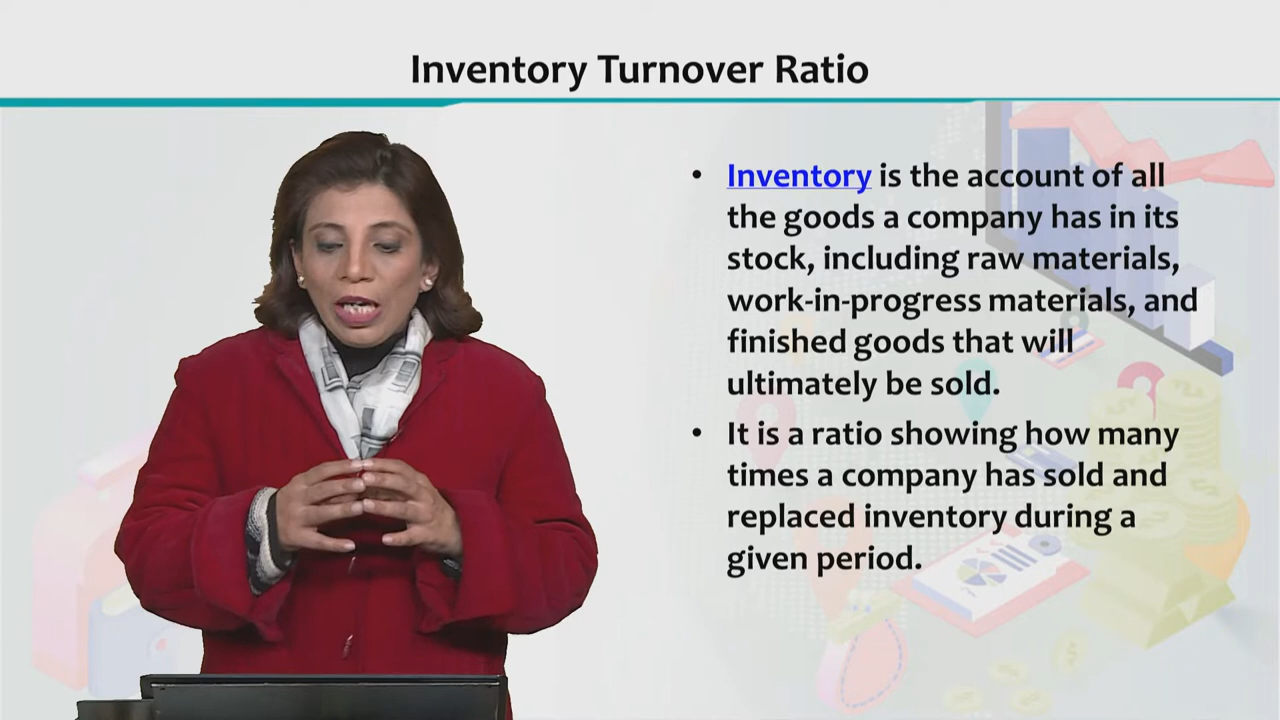 Inventory Turnover Ratio
• Inventory is the account of all
the goods a company has in its
stock, including raw materials,
work-in-progress materials, and
finished goods that will
ultimately be sold.
• It is a ratio showing how many
times a company has sold and
replaced inventory during a
given period.